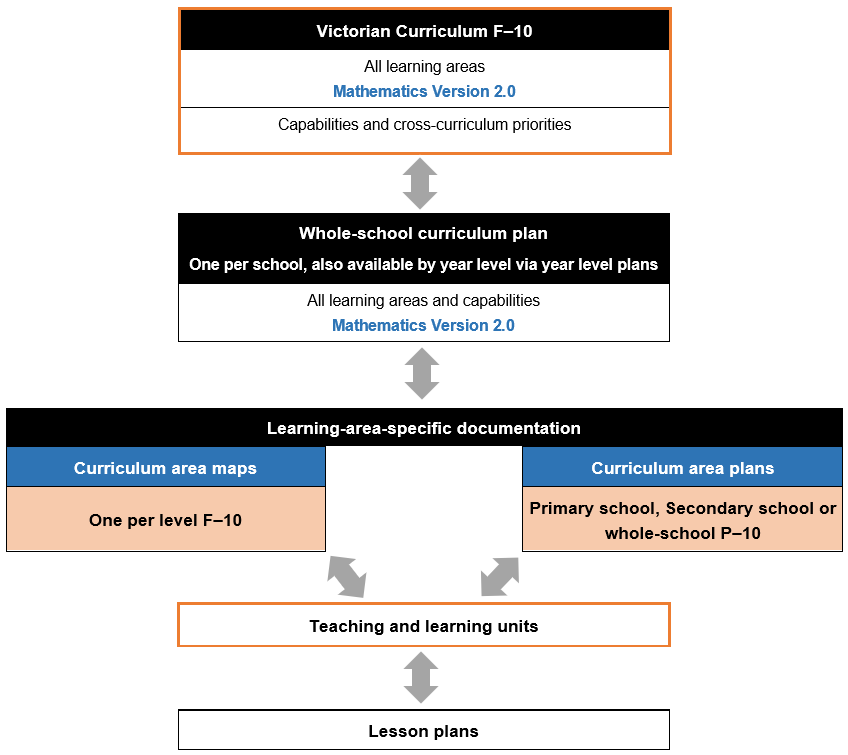 Victorian Curriculum F–10
All learning areas
Mathematics Version 2.0
Capabilities and cross-curriculum priorities
Whole-school curriculum plan
One per school, also available by year level via year level plans
All learning areas and capabilities
Mathematics Version 2.0
Learning-area-specific documentation
Curriculum area maps
One per level F–10
Curriculum area plans
Primary school, Secondary school or
whole-school P–10
Teaching and learning units
Lesson plans